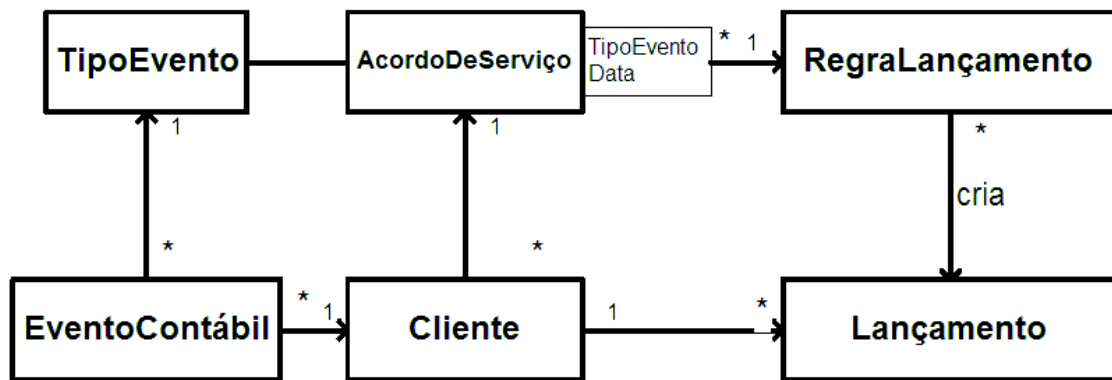 TipoEvento
AcordoDeServiço
TipoEvento
Data
* 1
RegraLançamento
1
1
*
cria
*
*
EventoContábil
* 1
Cliente
1
*
Lançamento